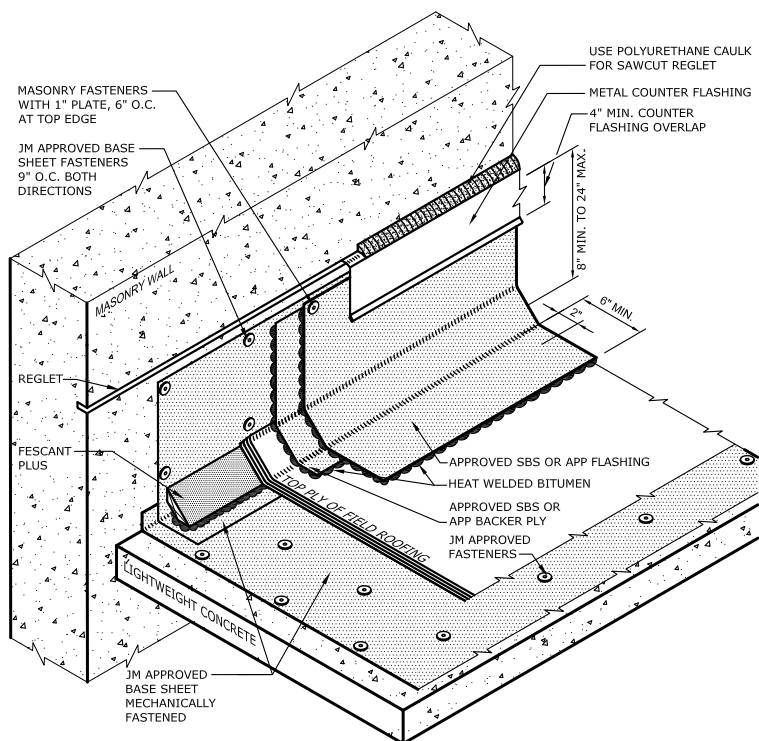 USE POLYURETHANE CAULK
FOR SAWCUT REGLET
METAL COUNTER FLASHING
4" MIN. COUNTER
FLASHING OVERLAP
8" MIN. TO 24" MAX.
6" MIN.
2"
MASONRY FASTENERS
WITH 1" PLATE, 6" O.C.
AT TOP EDGE
JM APPROVED BASE
SHEET FASTENERS
9" O.C. BOTH
DIRECTIONS
MASONRY WALL
REGLET
FESCANT
PLUS
APPROVED SBS OR APP FLASHING
HEAT WELDED BITUMEN
APPROVED SBS OR
APP BACKER PLY
TOP PLY OF FIELD ROOFING
JM APPROVED
FASTENERS
LIGHTWEIGHT CONCRETE
JM APPROVED
BASE SHEET
MECHANICALLY
FASTENED